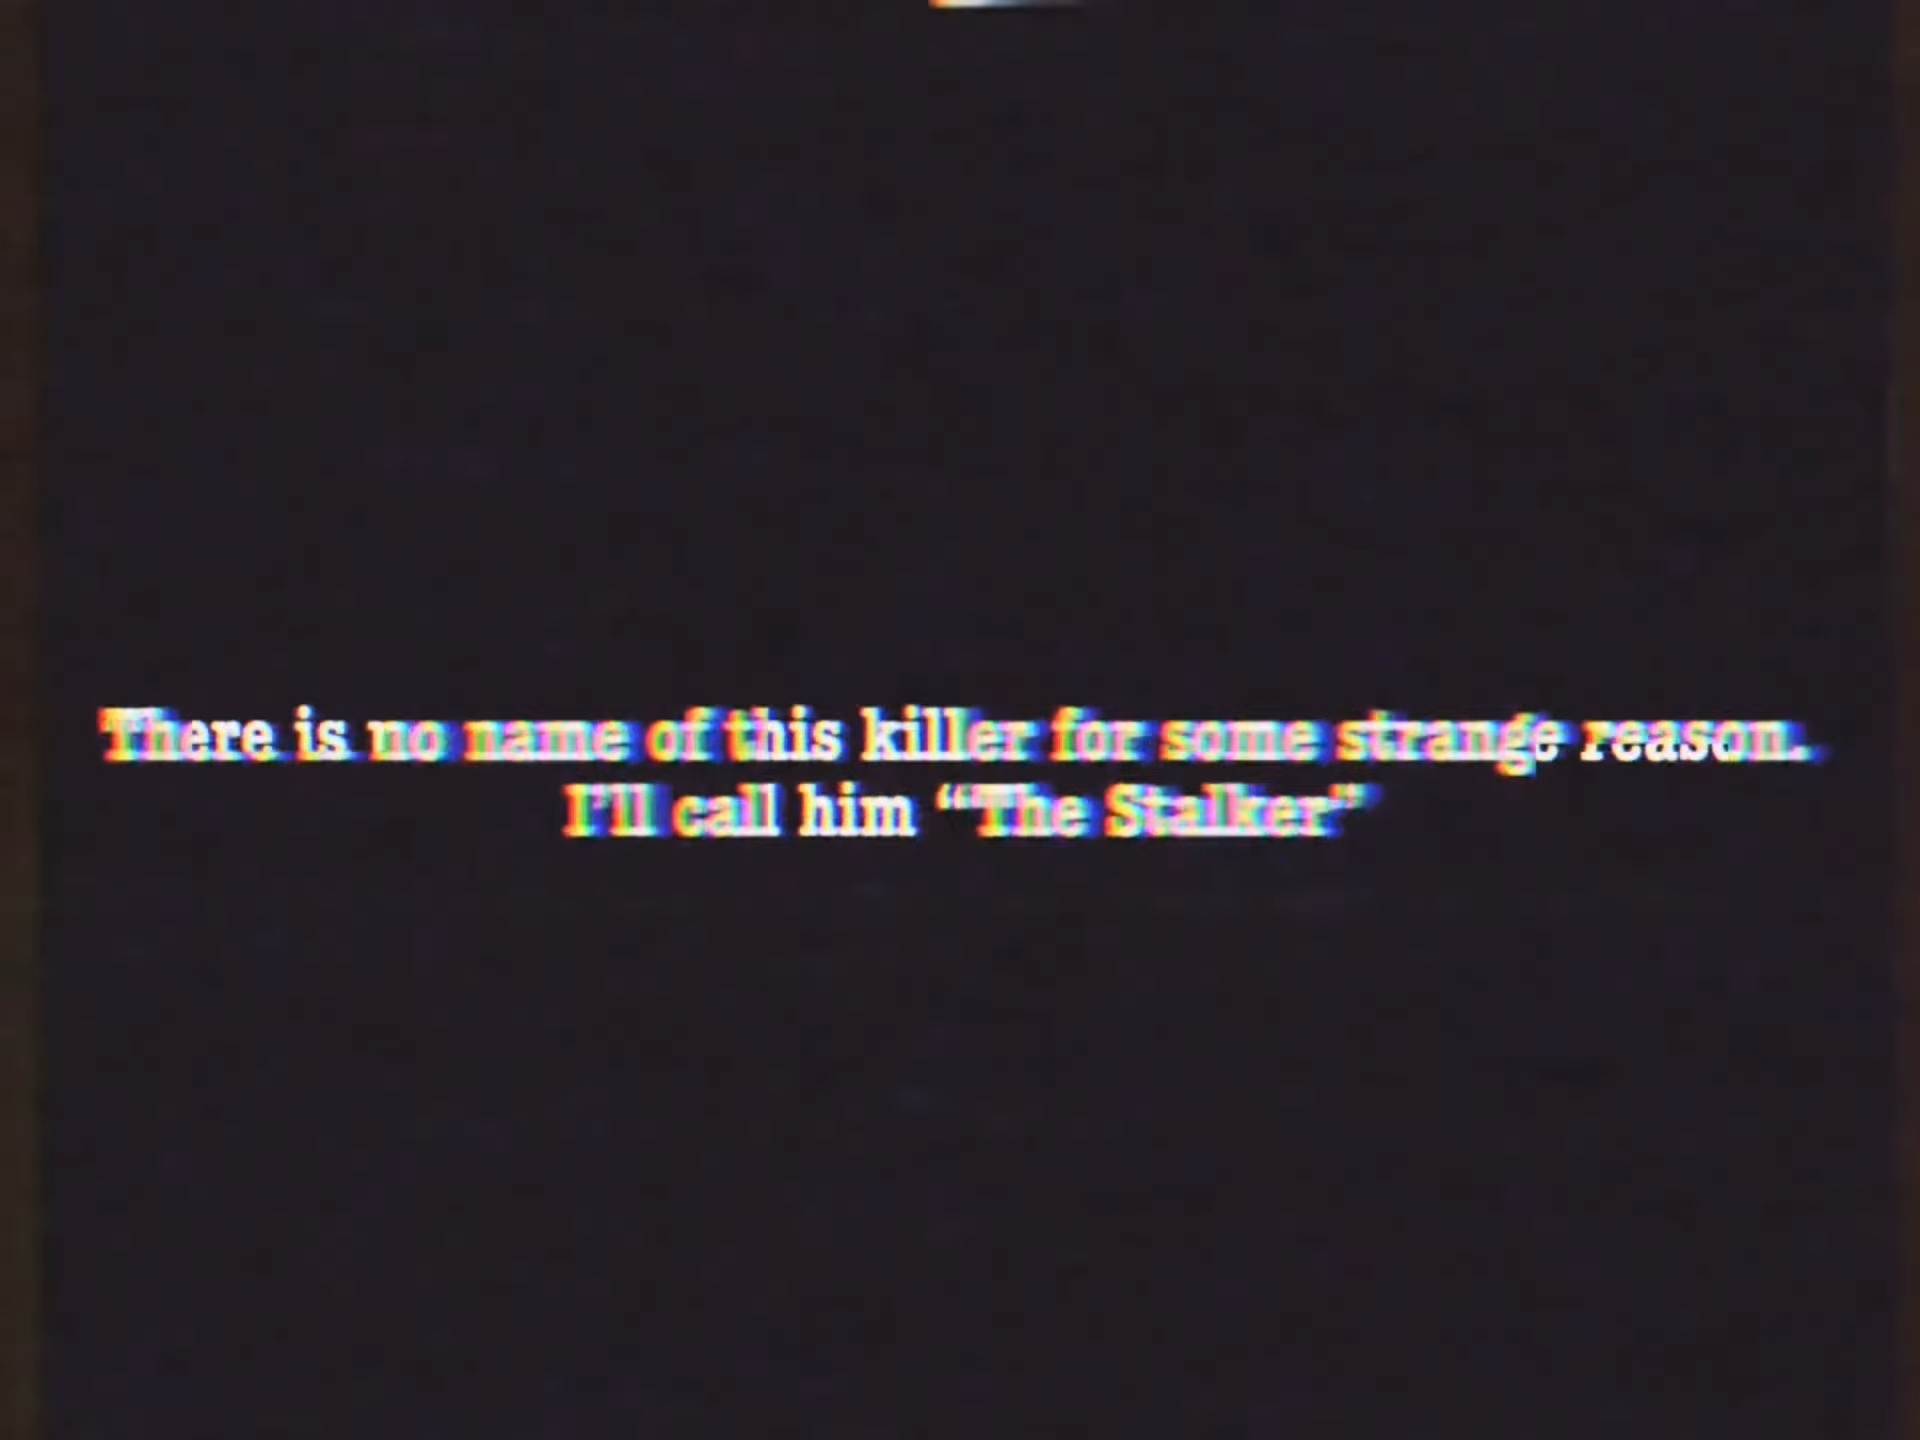 There is no name of this killer for some strange reason.
I'll call him “The Stalker”